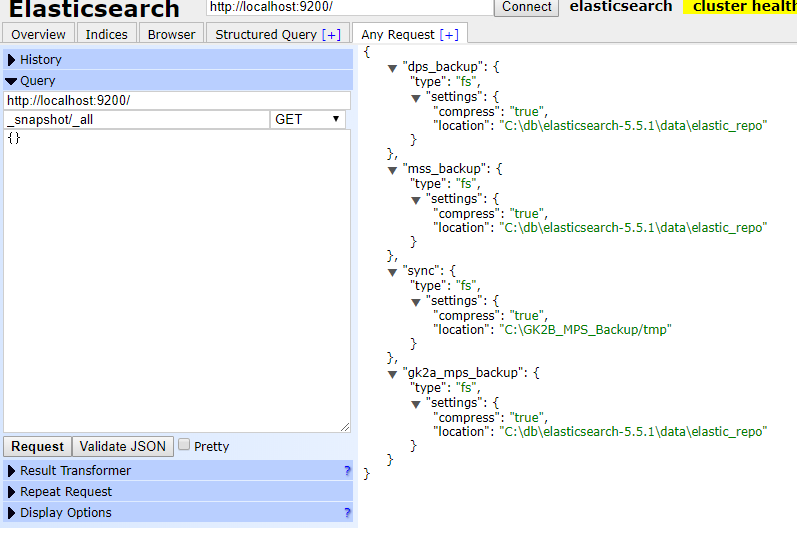 Elasticsearch http://localhost:9200/ Connect elasticsearch cluster health
Overview Indices Browser Structured Query [+] Any Request [+]
History
Query
http://localhost:9200/
_snapshot/_all GET
{}
Request Validate JSON Pretty
Result Transformer ?
Repeat Request
Display Options ?
{
"dps_backup": {
"type": "fs",
"settings": {
"compress": "true",
"location": "C:\db\elasticsearch-5.5.1\data\elastic_repo"
}
},
"mss_backup": {
"type": "fs",
"settings": {
"compress": "true",
"location": "C:\db\elasticsearch-5.5.1\data\elastic_repo"
}
},
"sync": {
"type": "fs",
"settings": {
"compress": "true",
"location": "C:\GK2B_MPS_Backup/tmp"
}
},
"gk2a_mps_backup": {
"type": "fs",
"settings": {
"compress": "true",
"location": "C:\db\elasticsearch-5.5.1\data\elastic_repo"
}
}
}